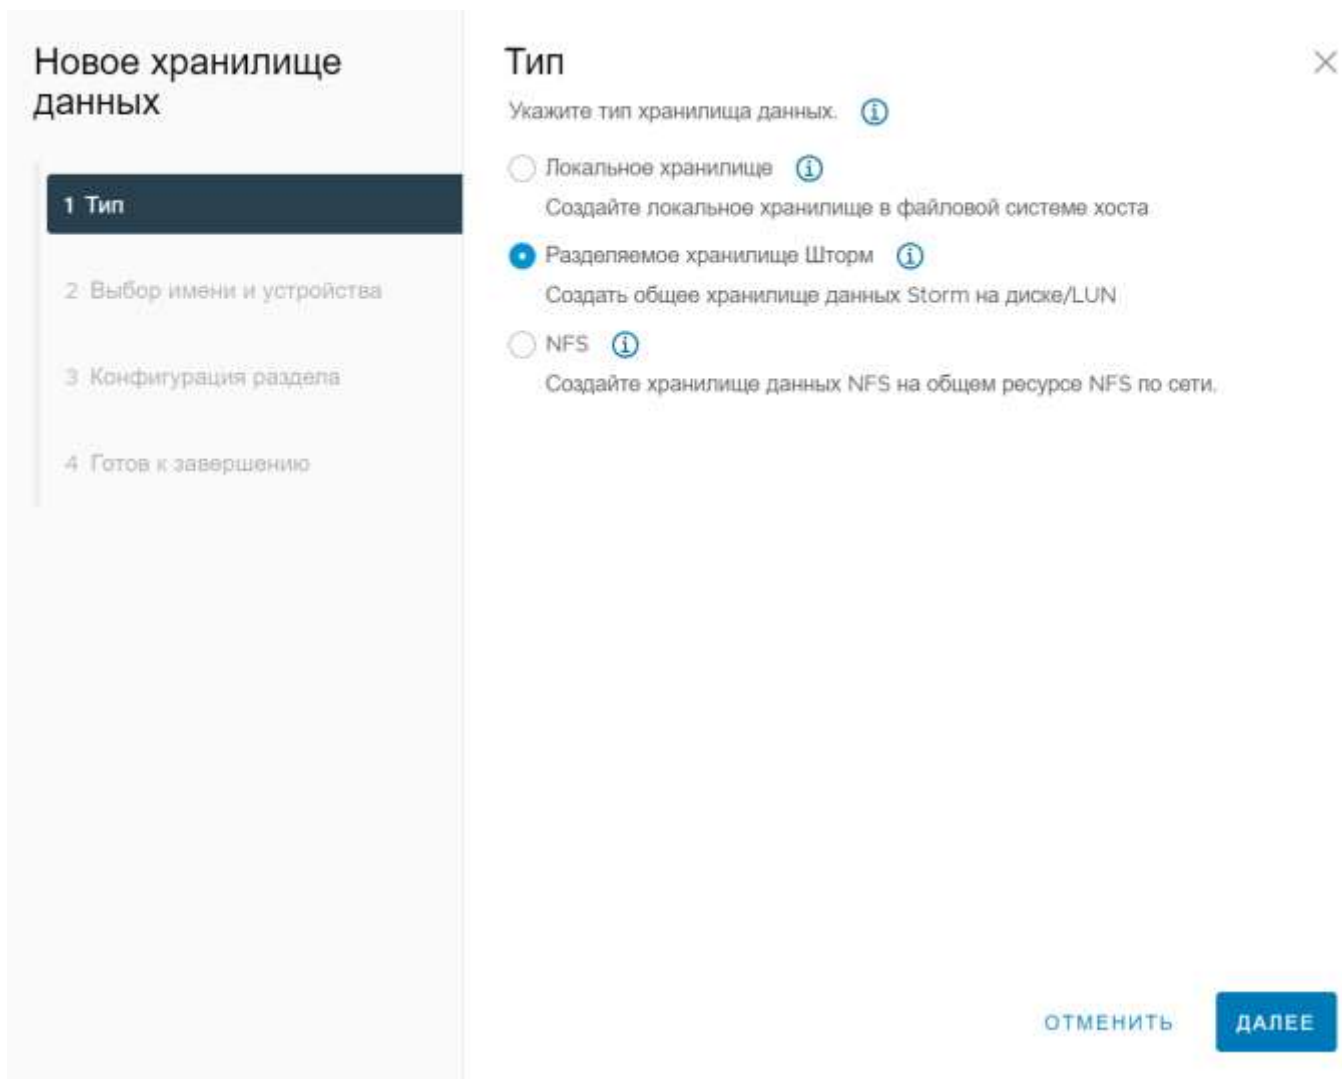 Новое хранилище
данных
1 Тип
2 Выбор имени и устройства
3 Конфигурация раздела
4 Готов к завершению
Тип
Укажите тип хранилища данных.
Локальное хранилище
Создайте локальное хранилище в файловой системе хоста
Разделяемое хранилище Шторм
Создать общее хранилище данных Storm на диске/LUN
NFS
Создайте хранилище данных NFS на общем ресурсе NFS по сети.
ОТМЕНИТЬ
ДАЛЕЕ